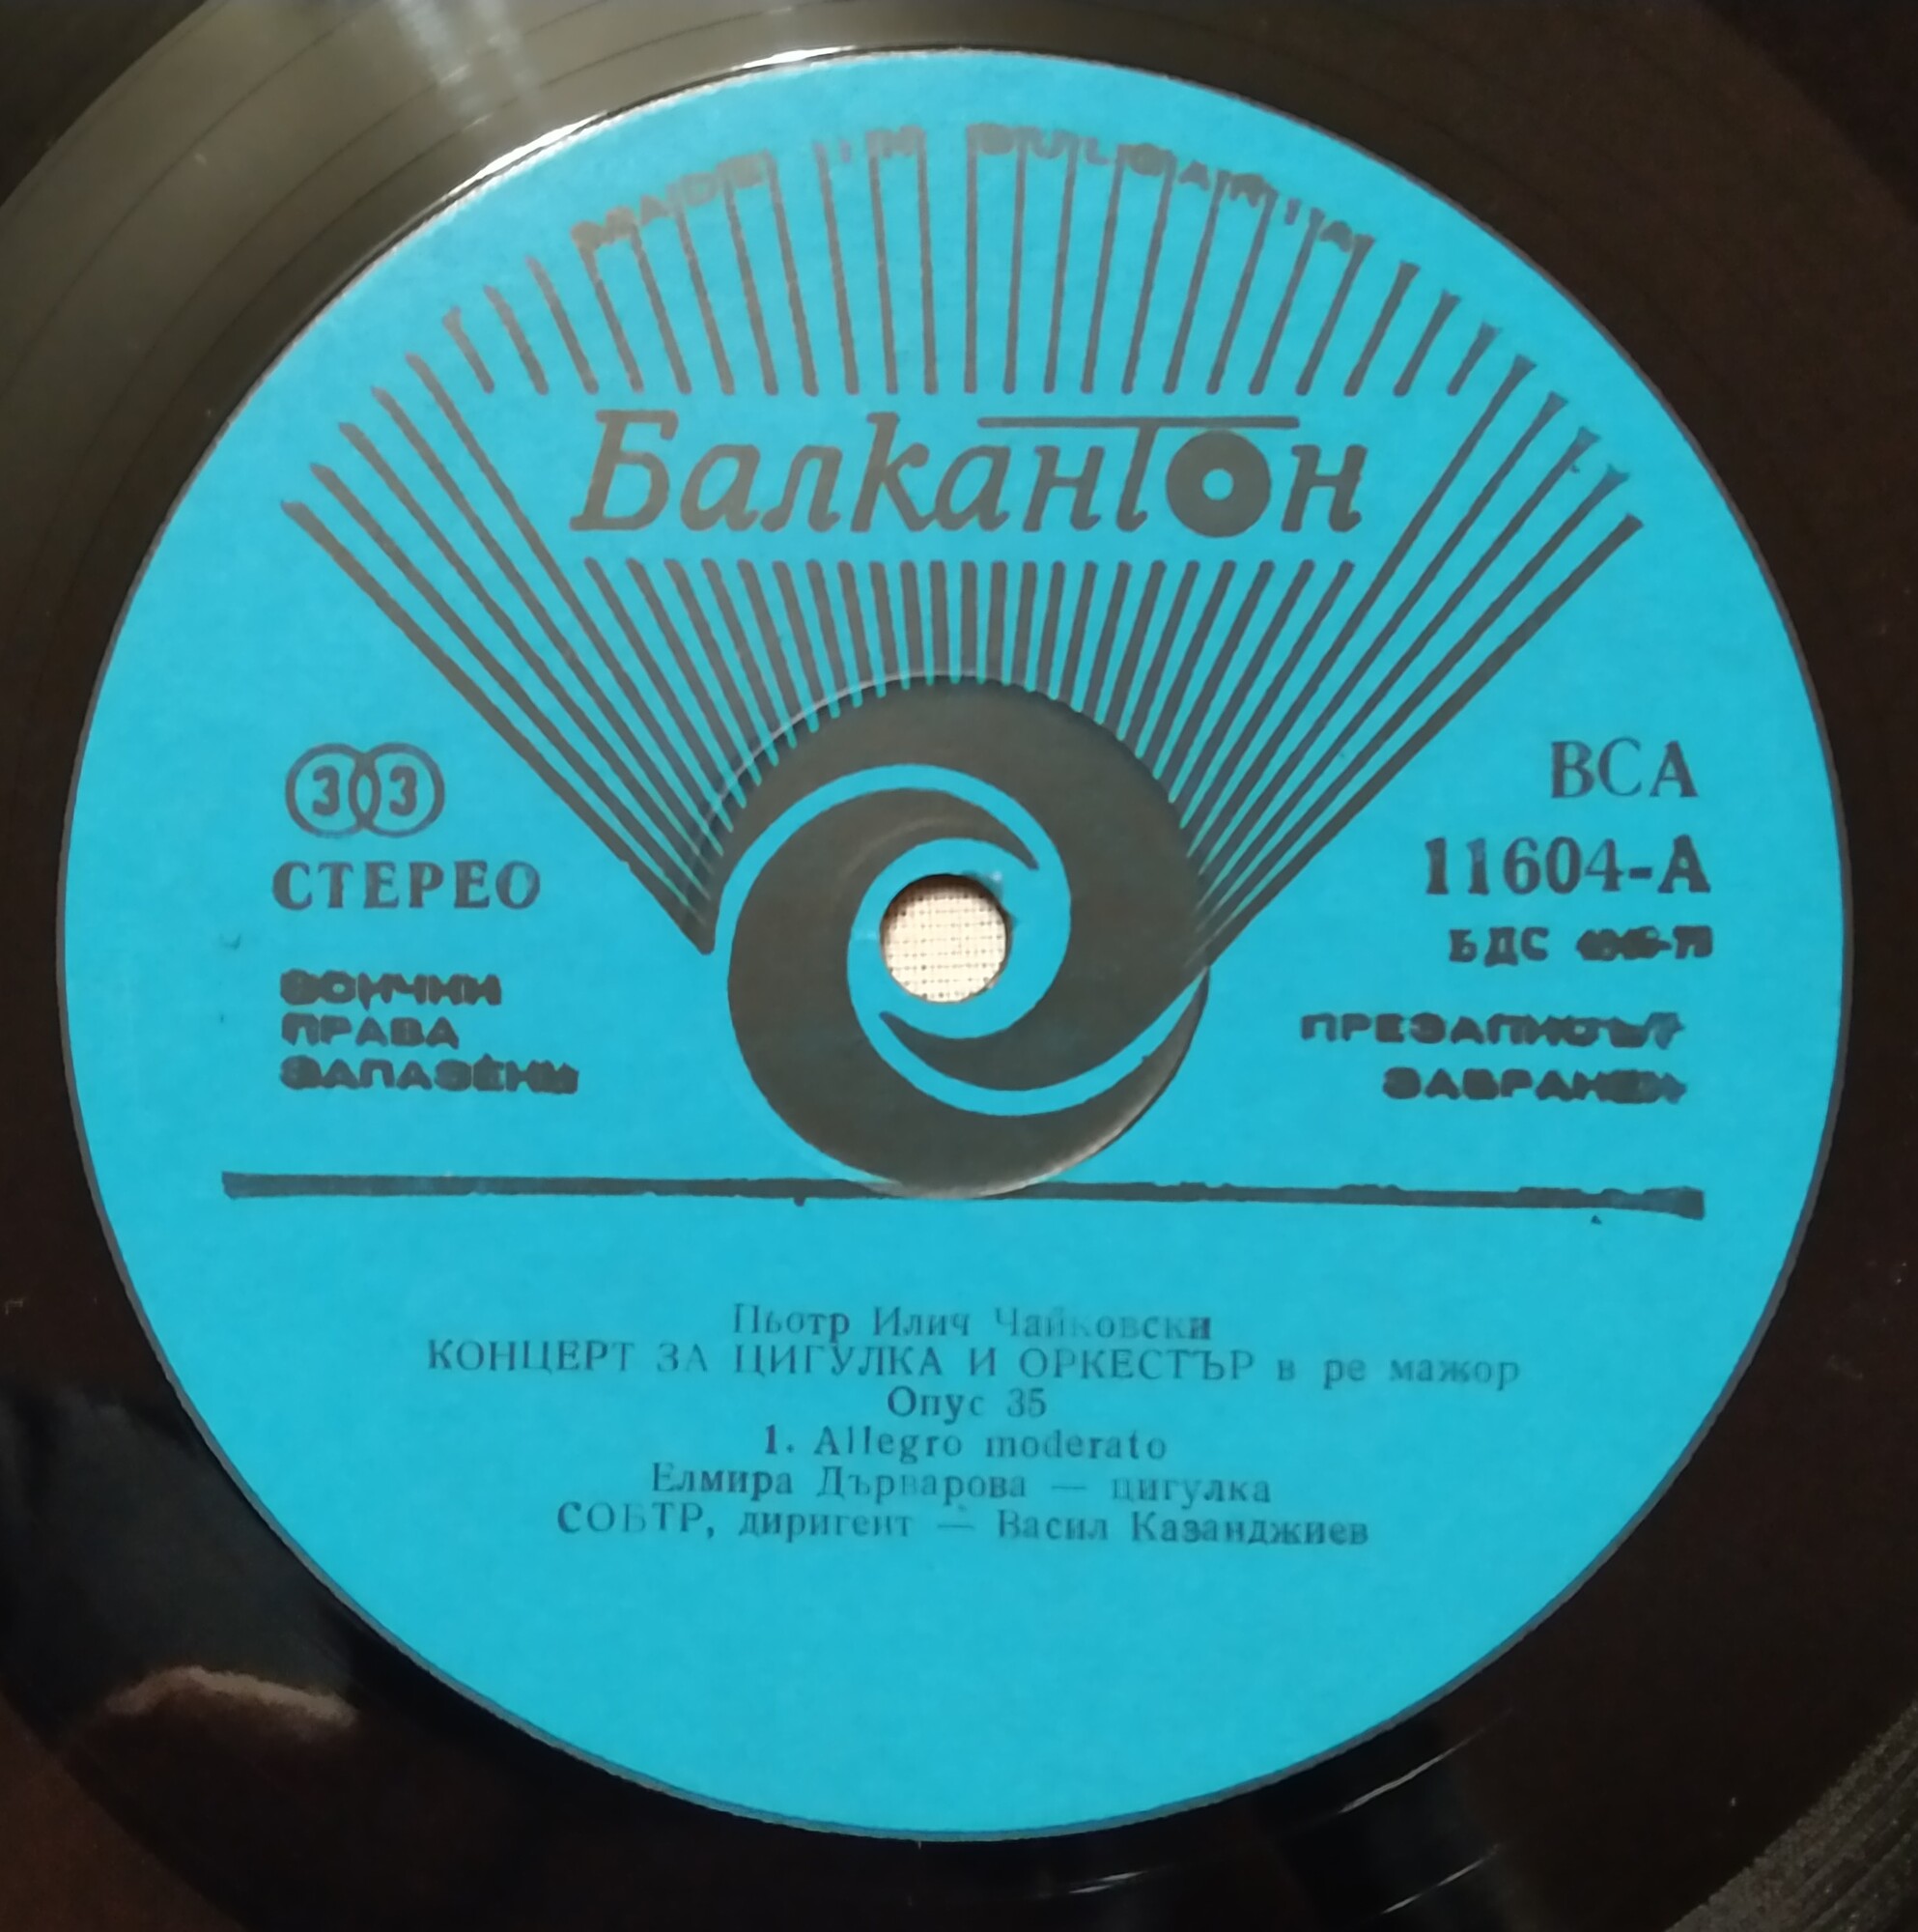 MADE IN BULGARIA
Балкантон
33
СТЕРЕО
ВСИЧКИ
ПРАВА
ЗАПАЗЕНИ
ВСА
11604-А
БДС
ПРЕЗАПИСЪТ
ЗАБРАНЕН
Пьотр Илич Чайковски
КОНЦЕРТ ЗА ЦИГУЛКА И ОРКЕСТЪР в ре мажор
Опус 35
1. Allegro moderato
Елмира Дърварова — цигулка
СОБТР, диригент — Васил Казанджиев